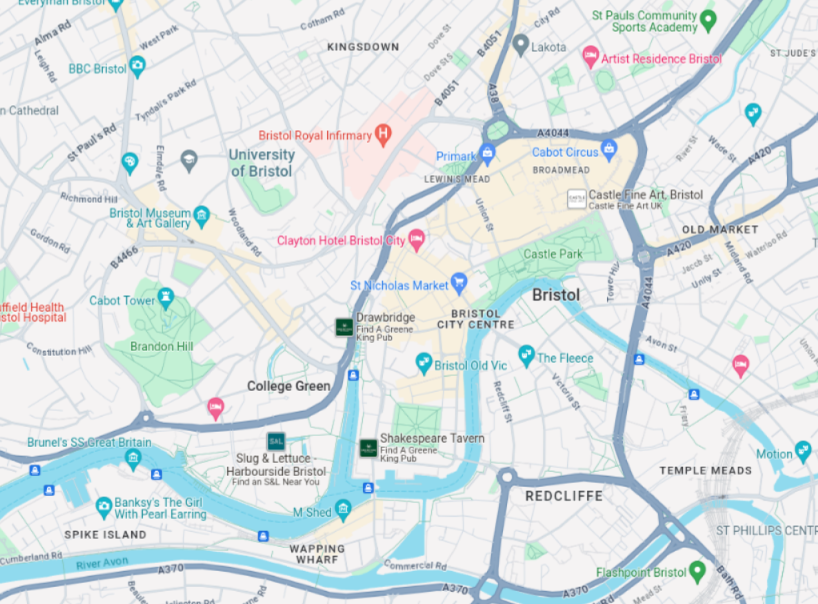 Everyman Bristol
Alma Rd
West Park
Cotham Rd
KINGSDOWN
Dove St
Dove St S
B4051
City Rd
St Pauls Community
Sports Academy
Leigh Rd
BBC Bristol
Tyndall's Park Rd
B4051
A38
Lakota
Artist Residence Bristol
ST JUDE'S
n Cathedral
St Paul's Rd
Elmdale Rd
Bristol Royal Infirmary
University
of Bristol
Primark
A4044
Cabot Circus
LEWIN'S MEAD
BROADMEAD
River St
Wade St
A420
Richmond Hill
Bristol Museum
& Art Gallery
Woodland Rd
Union St
Castle Fine Art, Bristol
Castle Fine Art UK
Gordon Rd
B4466
Clayton Hotel Bristol City
Castle Park
OLD MARKET
A420
Jacob St
Unity St
Midland Rd
Waterloo Rd
Tower Hill
A4044
ffield Health
stol Hospital
Cabot Tower
St Nicholas Market
Bristol
BRISTOL
CITY CENTRE
Drawbridge
Find A Greene
King Pub
Constitution Hill
Brandon Hill
Bristol Old Vic
The Fleece
Avon St
Union R
College Green
Redcliff St
Victoria St
Brunel's SS Great Britain
S&L
Slug & Lettuce -
Harbourside Bristol
Find an S&L Near You
Shakespeare Tavern
Find A Greene
King Pub
Motion
TEMPLE MEADS
Banksy's The Girl
With Pearl Earring
M Shed
REDCLIFFE
SPIKE ISLAND
ST PHILLIPS CENTR
WAPPING
WHARF
Cumberland Rd
River Avon
A370
Commercial Rd
A370
A370
Flashpoint Bristol
Bath Rd